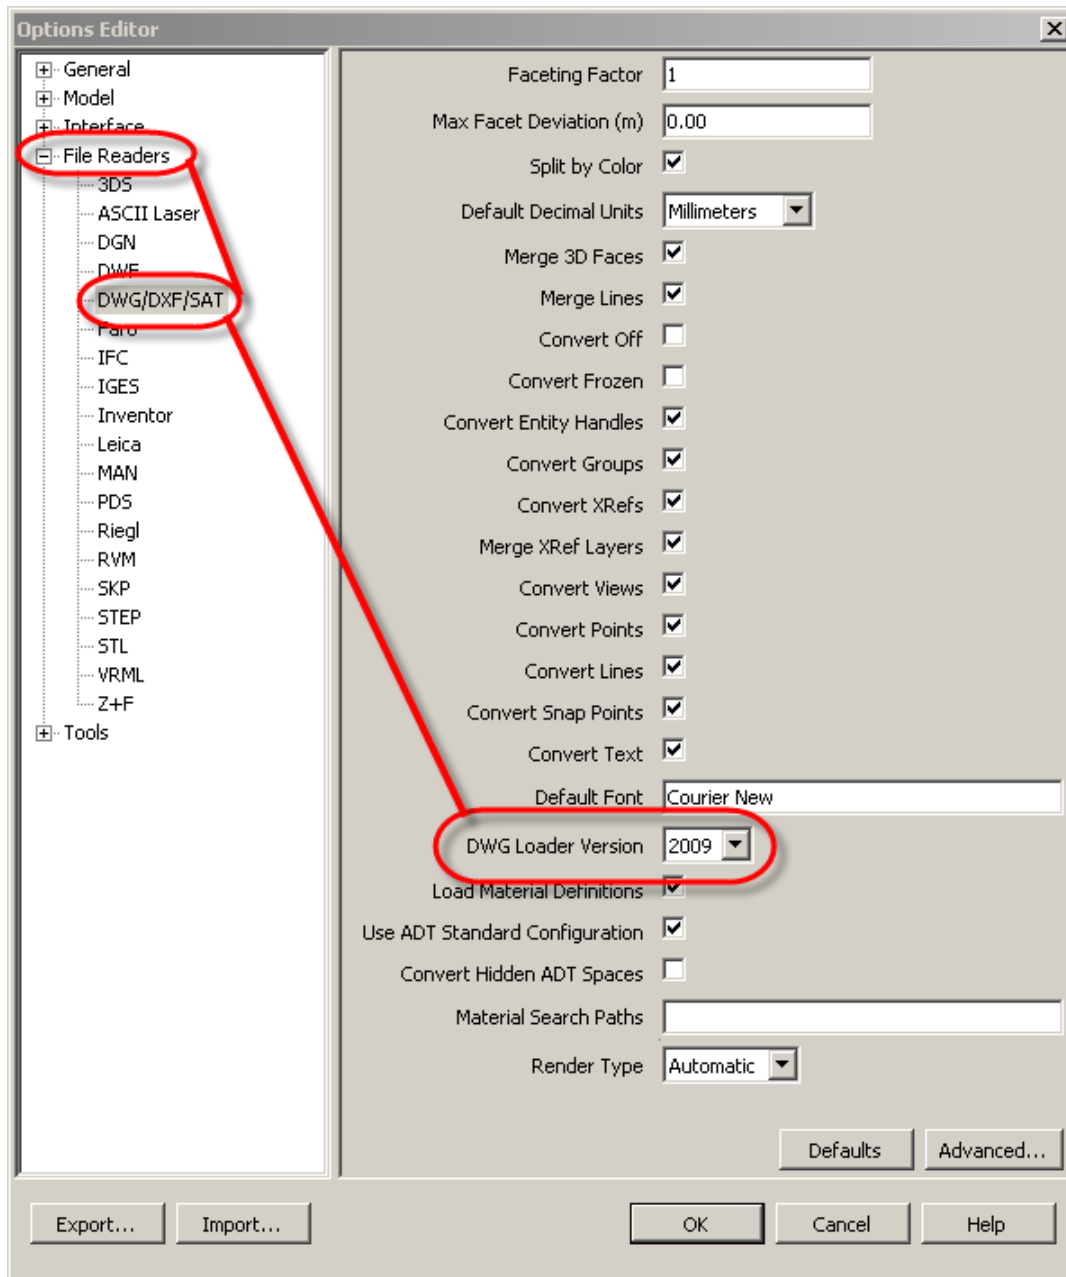 Options Editor
General
Model
Interface
File Readers
3DS
ASCII Laser
DGN
DWF
DWG/DXF/SAT
Faro
IFC
IGES
Inventor
Leica
MAN
PDS
Riegl
RVM
SKP
STEP
STL
VRML
Z+F
Tools
Faceting Factor 1
Max Facet Deviation (m) 0.00
Split by Color
Default Decimal Units Millimeters
Merge 3D Faces
Merge Lines
Convert Off
Convert Frozen
Convert Entity Handles
Convert Groups
Convert XRefs
Merge XRef Layers
Convert Views
Convert Points
Convert Lines
Convert Snap Points
Convert Text
Default Font Courier New
DWG Loader Version 2009
Load Material Definitions
Use ADT Standard Configuration
Convert Hidden ADT Spaces
Material Search Paths
Render Type Automatic
Defaults Advanced...
Export... Import... OK Cancel Help